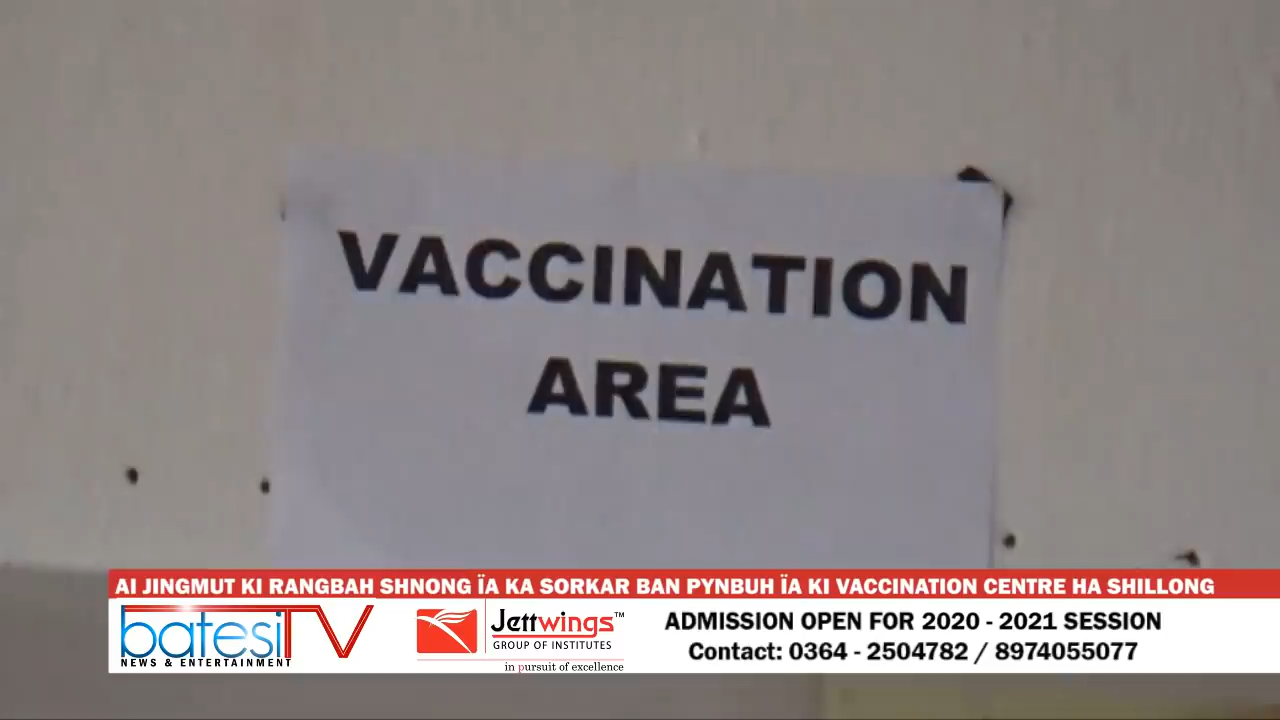 VACCINATION
AREA
AI JINGMUT KI RANGBAH SHNONG ÏA KA SORKAR BAN PYNBUH ÏA KI VACCINATION CENTRE HA SHILLONG
batesi TV
NEWS & ENTERTAINMENT
Jettwings™
GROUP OF INSTITUTES
in pursuit of excellence
ADMISSION OPEN FOR 2020 - 2021 SESSION
Contact: 0364 - 2504782 / 8974055077